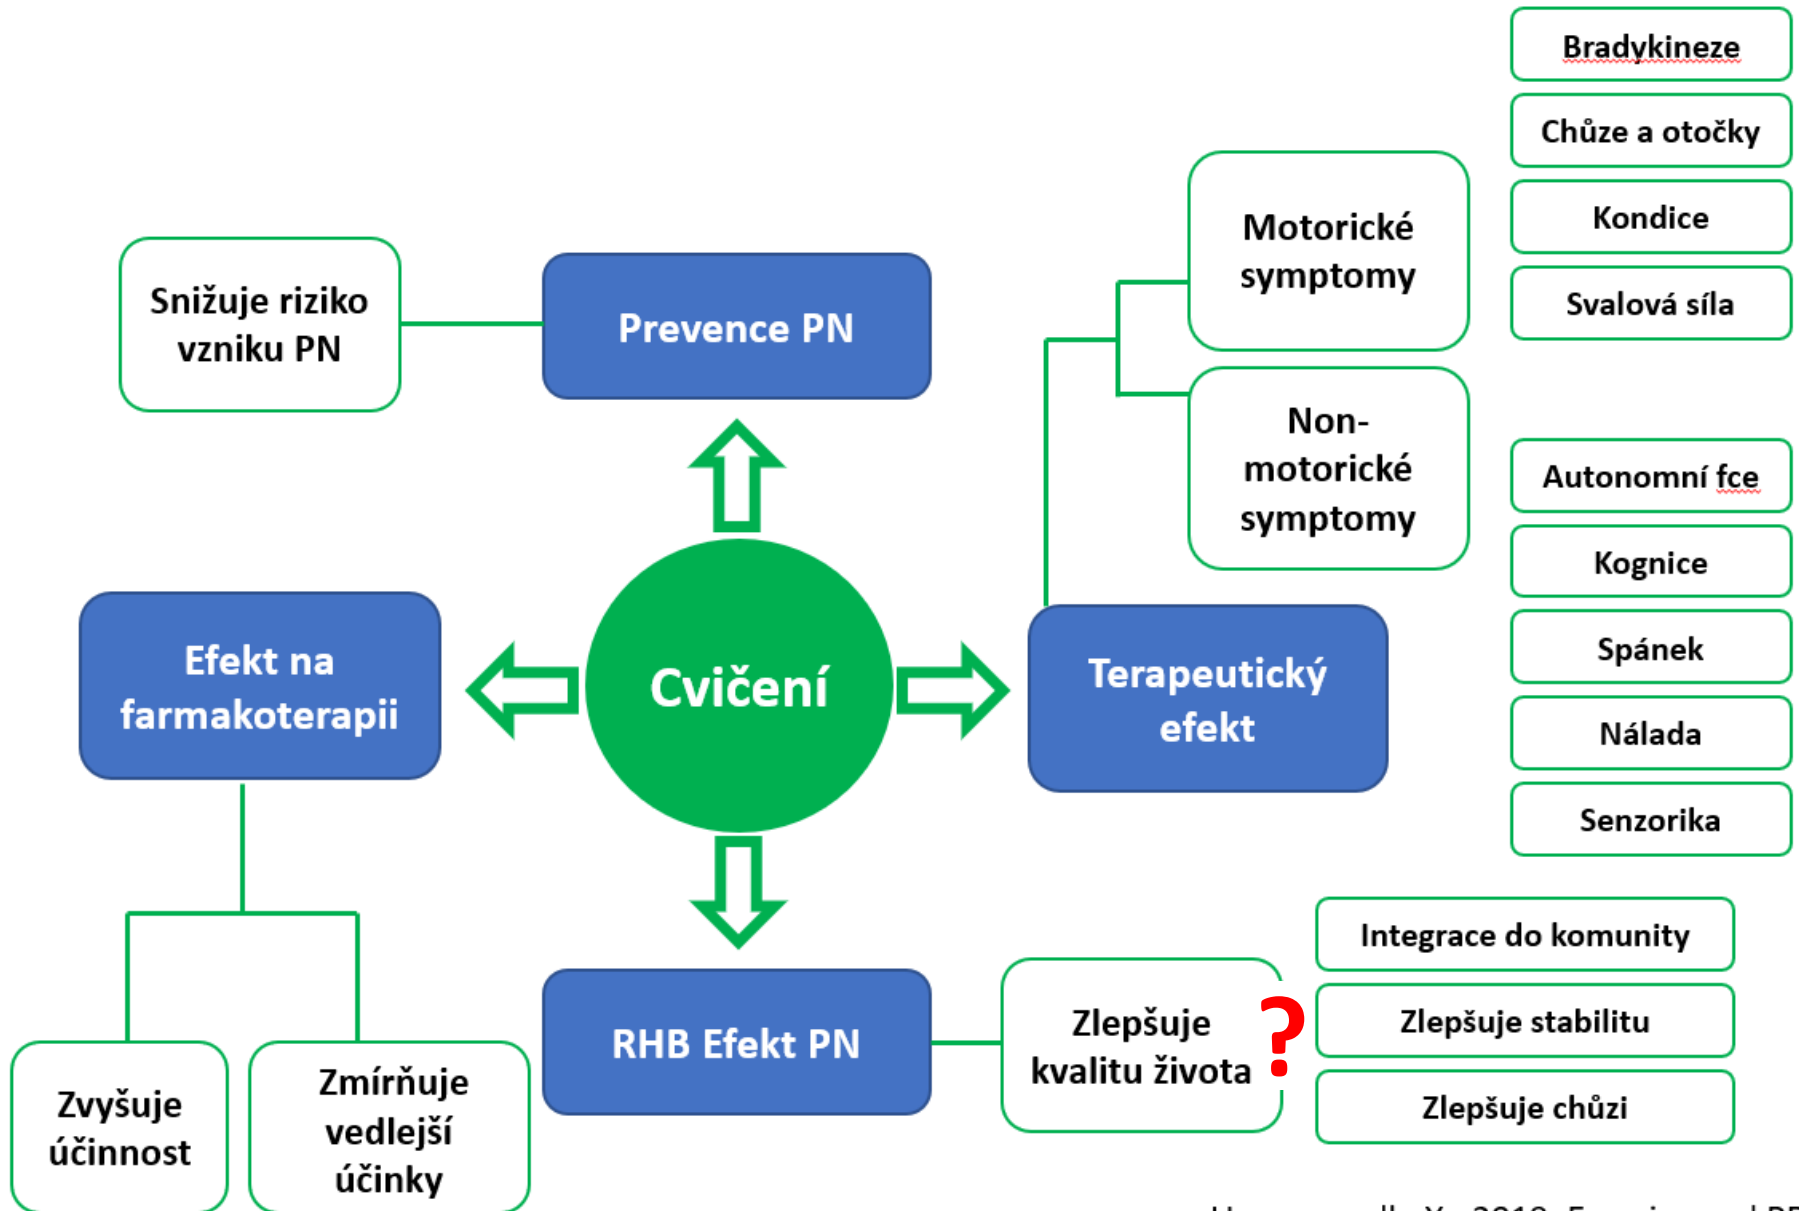 Bradykineze
Chůze a otočky
Kondice
Svalová síla
Motorické
symptomy
Snižuje riziko
vzniku PN
Prevence PN
Non-
motorické
symptomy
Autonomní fce
Kognice
Spánek
Nálada
Senzorika
Efekt na
farmakoterapii
Cvičení
Terapeutický
efekt
Integrace do komunity
Zlepšuje stabilitu
Zlepšuje chůzi
RHB Efekt PN
Zlepšuje
kvalitu života
?
Zvyšuje
účinnost
Zmírňuje
vedlejší
účinky